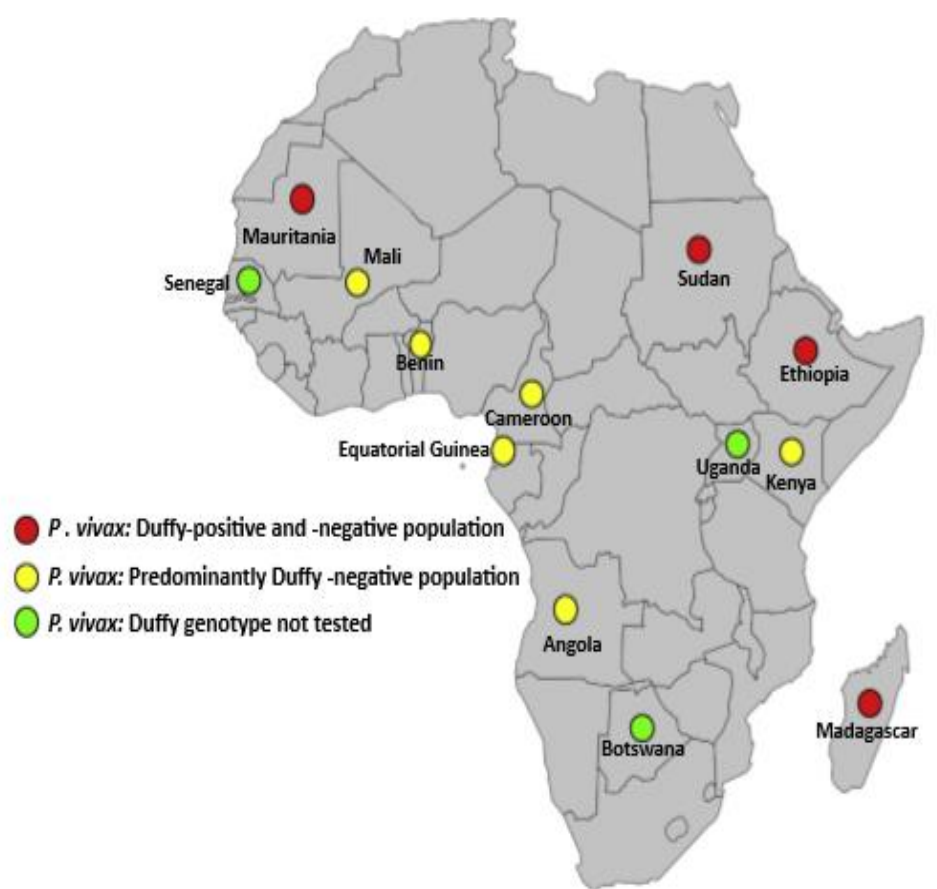 Mauritania
Mali
Senegal
Sudan
Benin
Ethiopia
Cameroon
Equatorial Guinea
Uganda
Kenya
P . vivax: Duffy-positive and -negative population
P. vivax: Predominantly Duffy -negative population
P. vivax: Duffy genotype not tested
Angola
Madagascar
Botswana